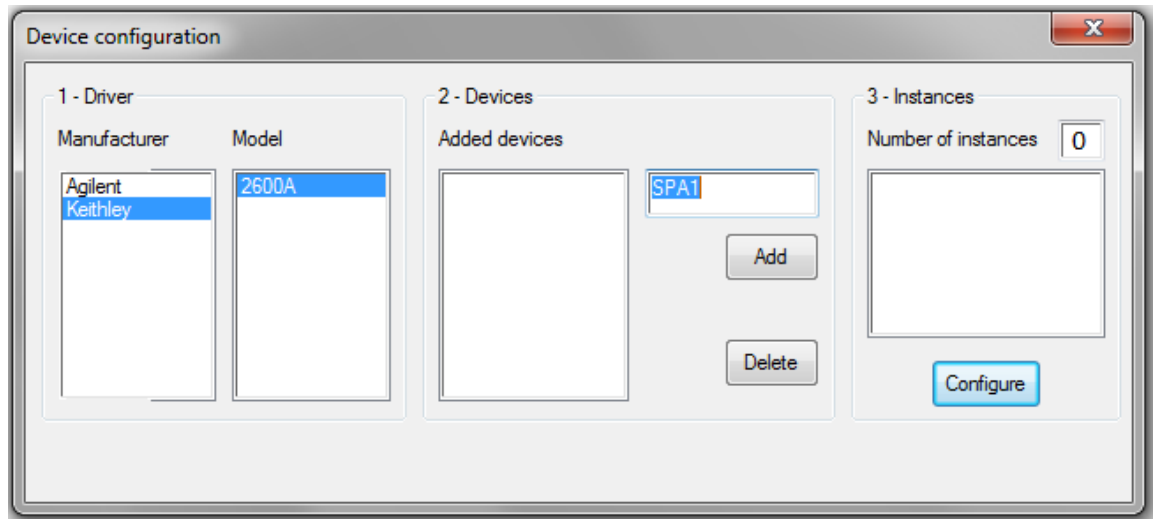 Device configuration
x
1 - Driver
Manufacturer
Model
Agilent
Keithley
2600A
2 - Devices
Added devices
SPA1
Add
Delete
3 - Instances
Number of instances
0
Configure